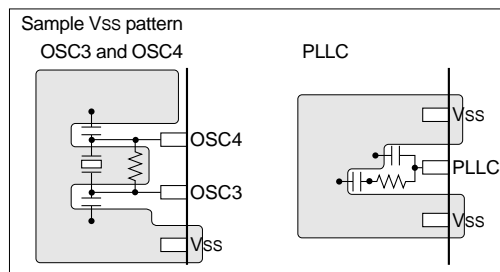 Sample Vss pattern
OSC3 and OSC4
PLLC
OSC4
OSC3
Vss
Vss
PLLC
Vss